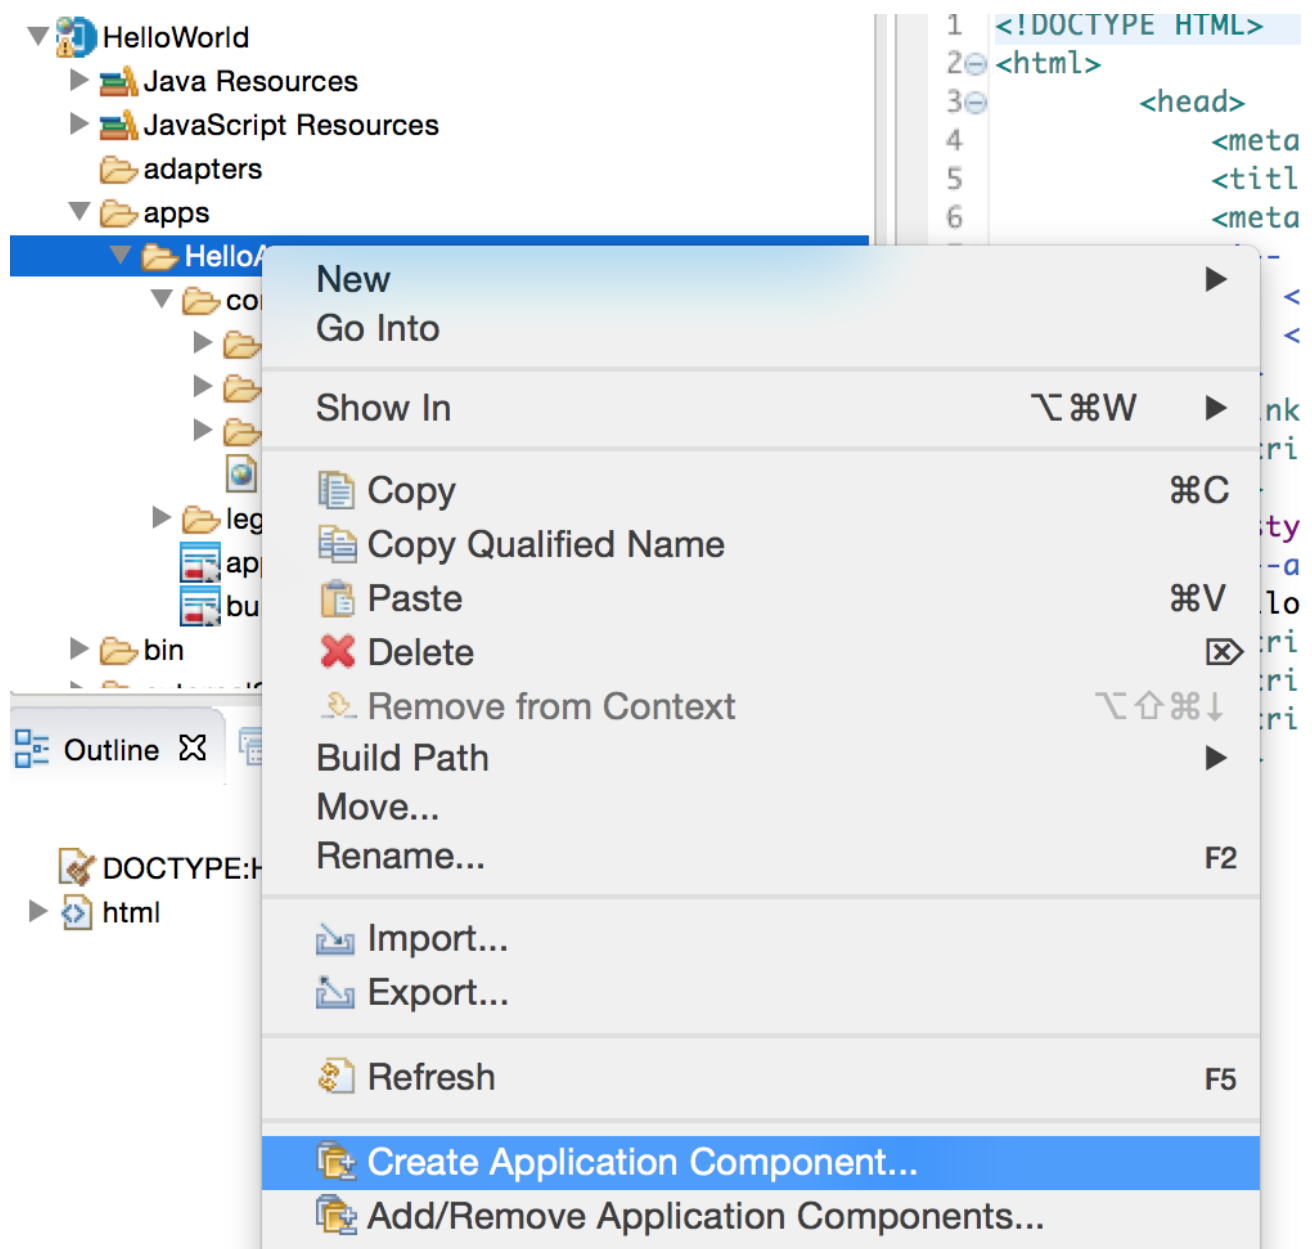 HelloWorld
Java Resources
JavaScript Resources
adapters
apps
bin
Outline
DOCTYPE:
html
New
Go Into
Show In ⌥⌘W
Copy ⌘C
Copy Qualified Name
Paste ⌘V
Delete ⌦
Remove from Context ⌥⇧⌘↓
Build Path
Move...
Rename... F2
Import...
Export...
Refresh F5
Create Application Component...
Add/Remove Application Components...
1 <!DOCTYPE HTML>
2 <html>
3 <head>
4 <meta
5 <titl
6 <meta